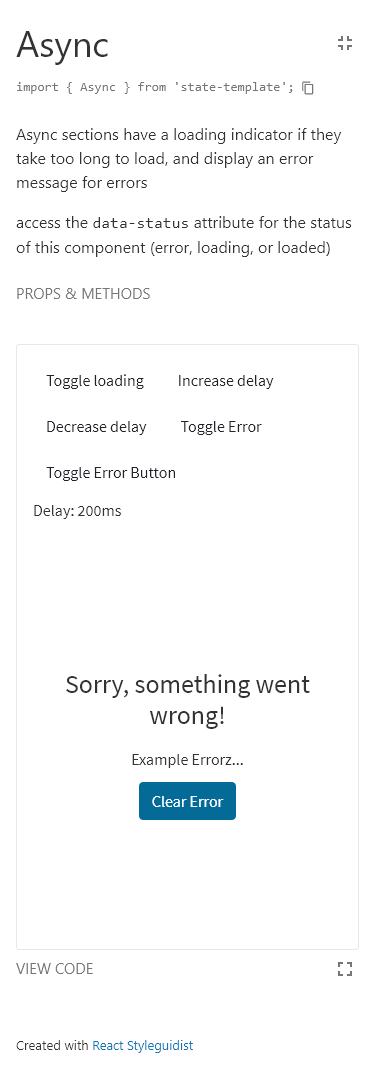 Async
import { Async } from 'state-template';
Async sections have a loading indicator if they
take too long to load, and display an error
message for errors
access the data-status attribute for the status
of this component (error, loading, or loaded)
PROPS & METHODS
Toggle loading Increase delay
Decrease delay Toggle Error
Toggle Error Button
Delay: 200ms
Sorry, something went
wrong!
Example Errorz...
Clear Error
VIEW CODE
Created with React Styleguidist